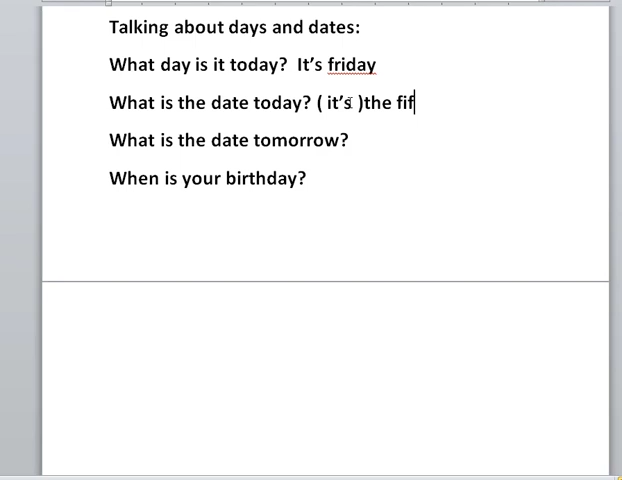 Talking about days and dates:
What day is it today?  It’s friday
What is the date today? ( it’s )the fif
What is the date tomorrow?
When is your birthday?